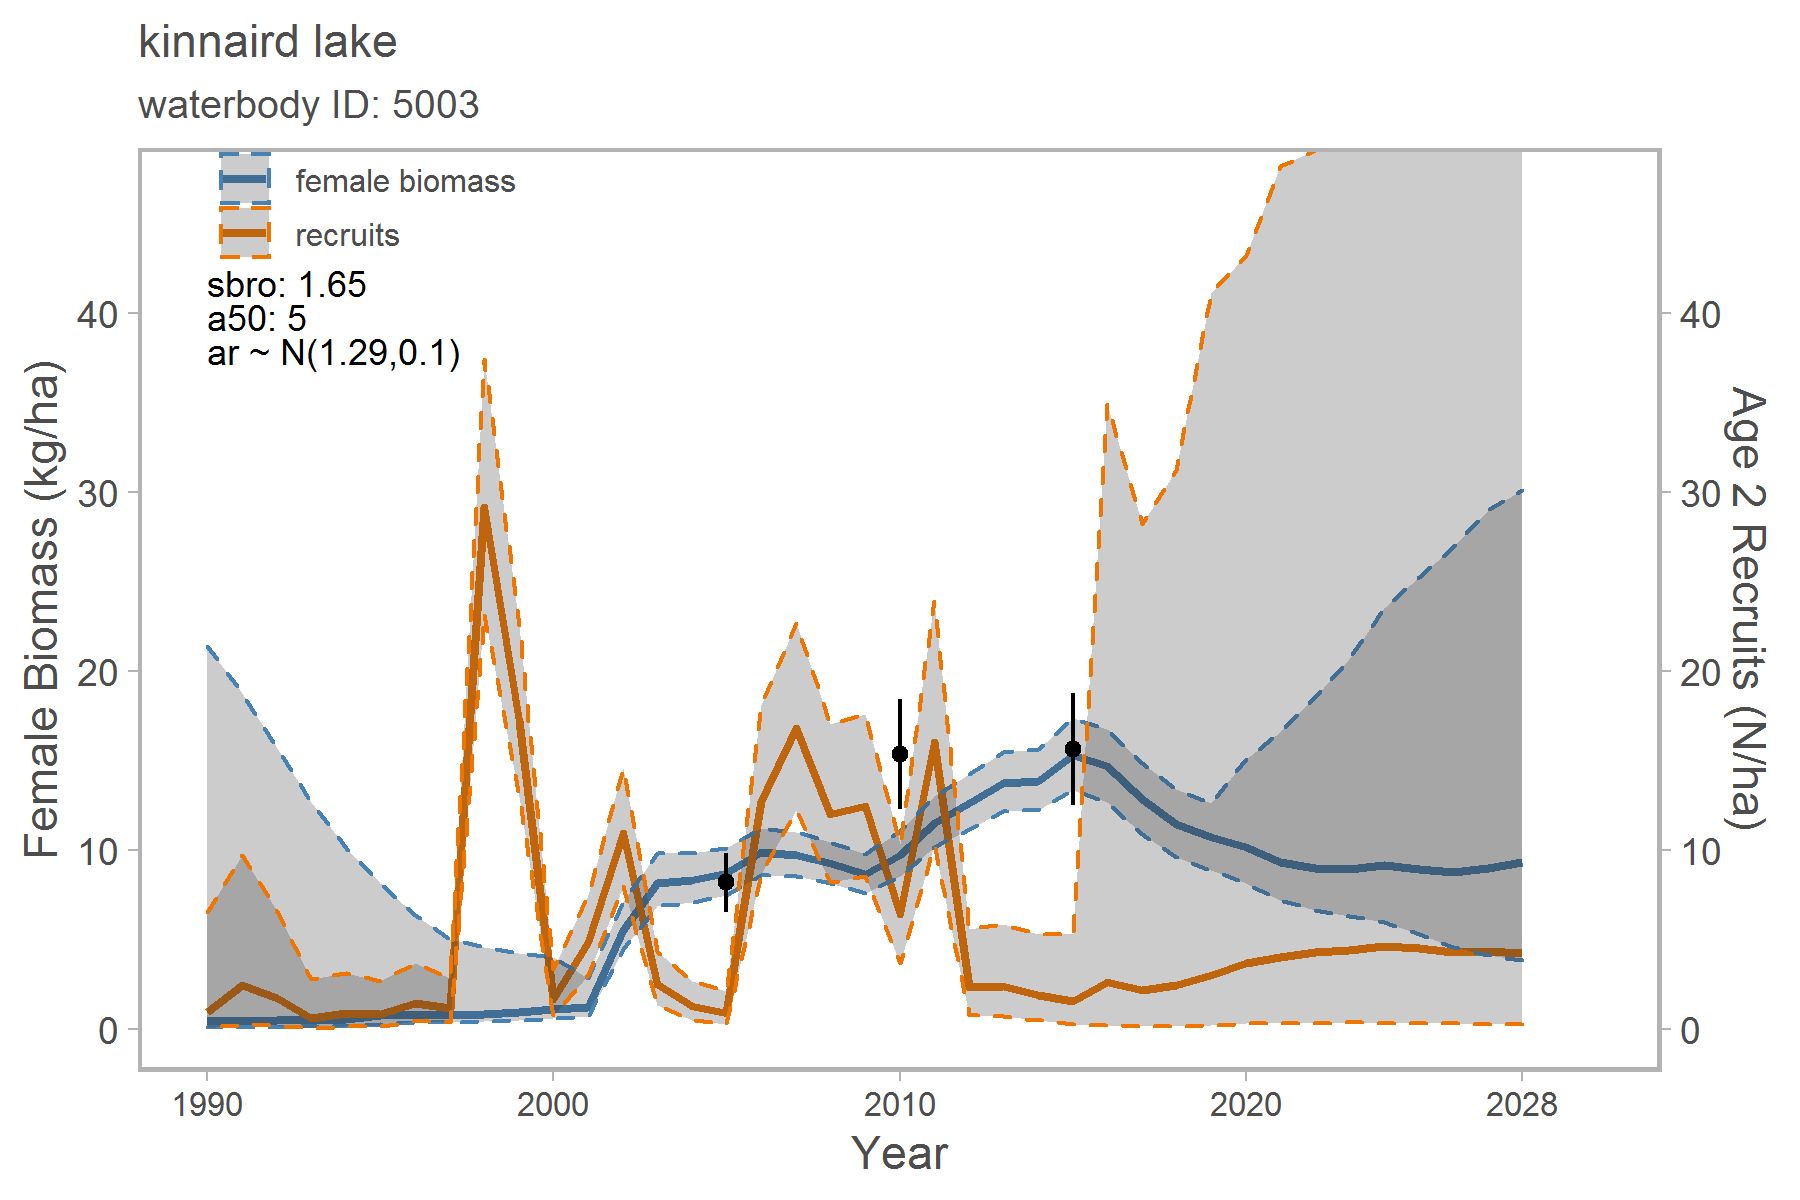 kinnaird lake
waterbody ID: 5003
female biomass
recruits
sbro: 1.65
a50: 5
ar ~ N(1.29,0.1)
Female Biomass (kg/ha)
40
30
20
10
0
40
30
20
10
0
Age 2 Recruits (N/ha)
1990
2000
2010
2020
2028
Year